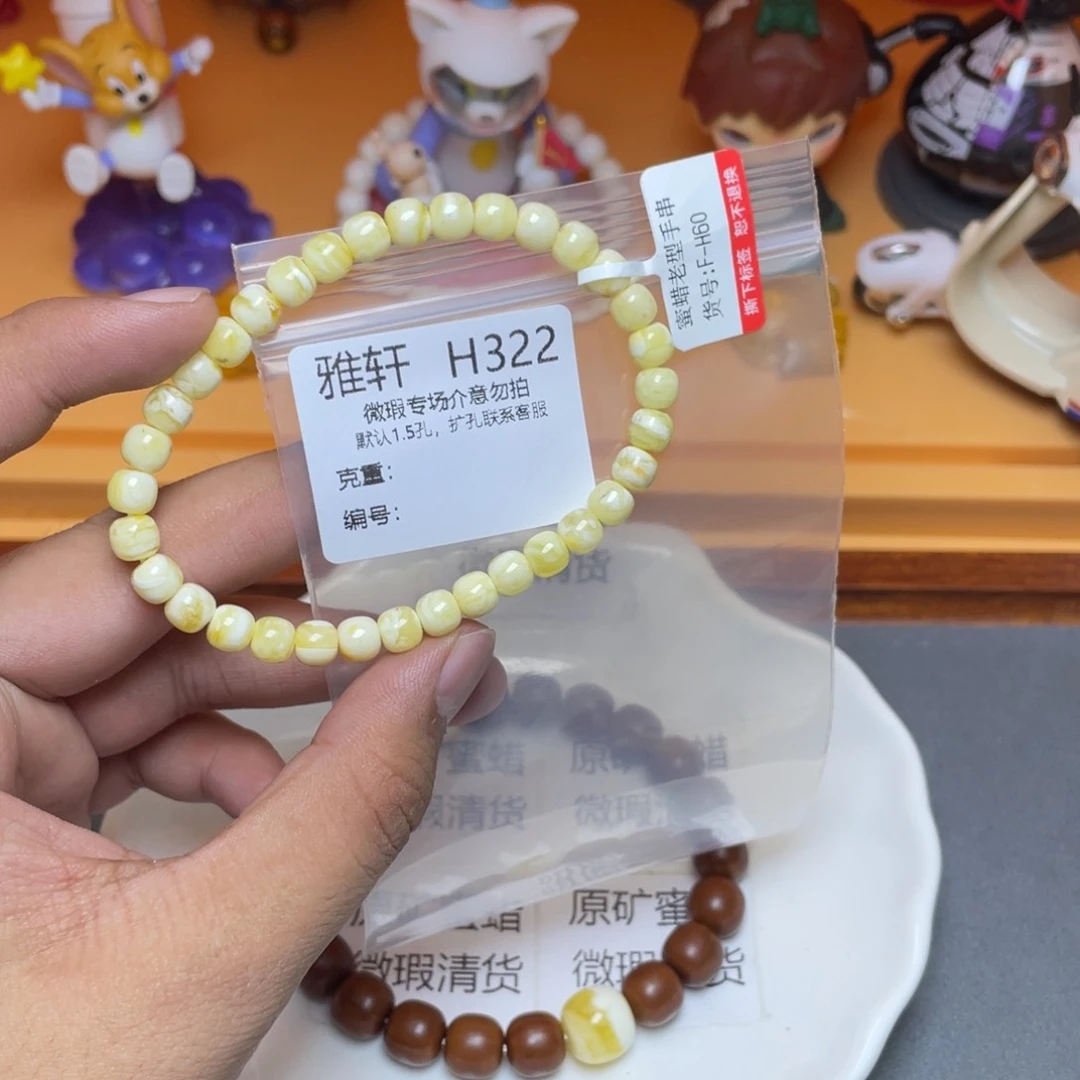 雅轩 H322
微瑕专场介意勿拍
默认1.5孔，扩孔联系客服
克重：
编号：
蜜蜡老型手串
货号：F-H60
撕下标签 恕不退换
清货
蜜蜡 原矿 蜡
瑕清货 微瑕
原矿蜜蜡 原矿蜜
微瑕清货 微瑕 货